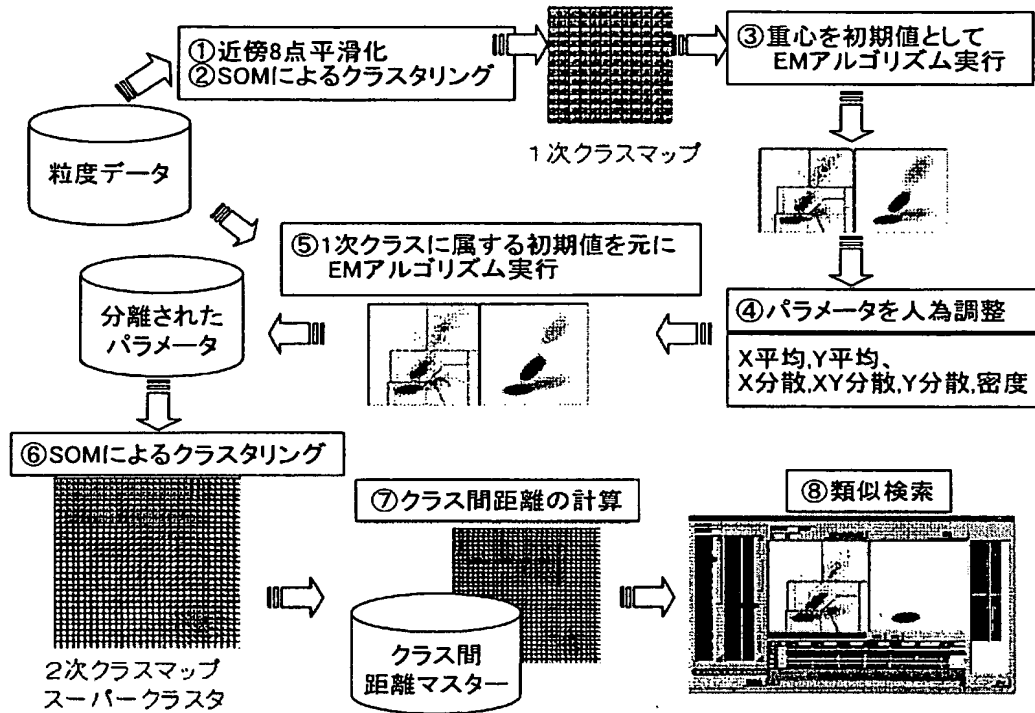 ①近傍8点平滑化
②SOMによるクラスタリング
1次クラスマップ
③重心を初期値として
EMアルゴリズム実行
粒度データ
⑤1次クラスに属する初期値を元に
EMアルゴリズム実行
④パラメータを人為調整
X平均,Y平均、
X分散,XY分散,Y分散,密度
分離された
パラメータ
⑥SOMによるクラスタリング
2次クラスマップ
スーパークラスタ
⑦クラス間距離の計算
クラス間
距離マスター
⑧類似検索